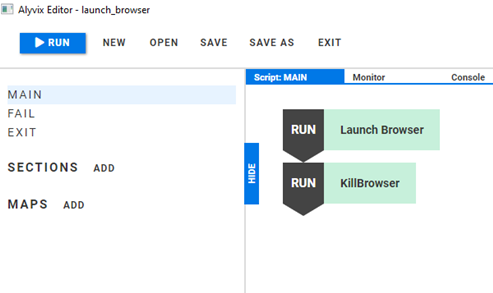 Alyvix Editor - launch_browser
RUN NEW OPEN SAVE SAVE AS EXIT
Script: MAIN Monitor Console
MAIN
FAIL
EXIT
SECTIONS ADD
MAPS ADD
HIDE
RUN Launch Browser
RUN KillBrowser